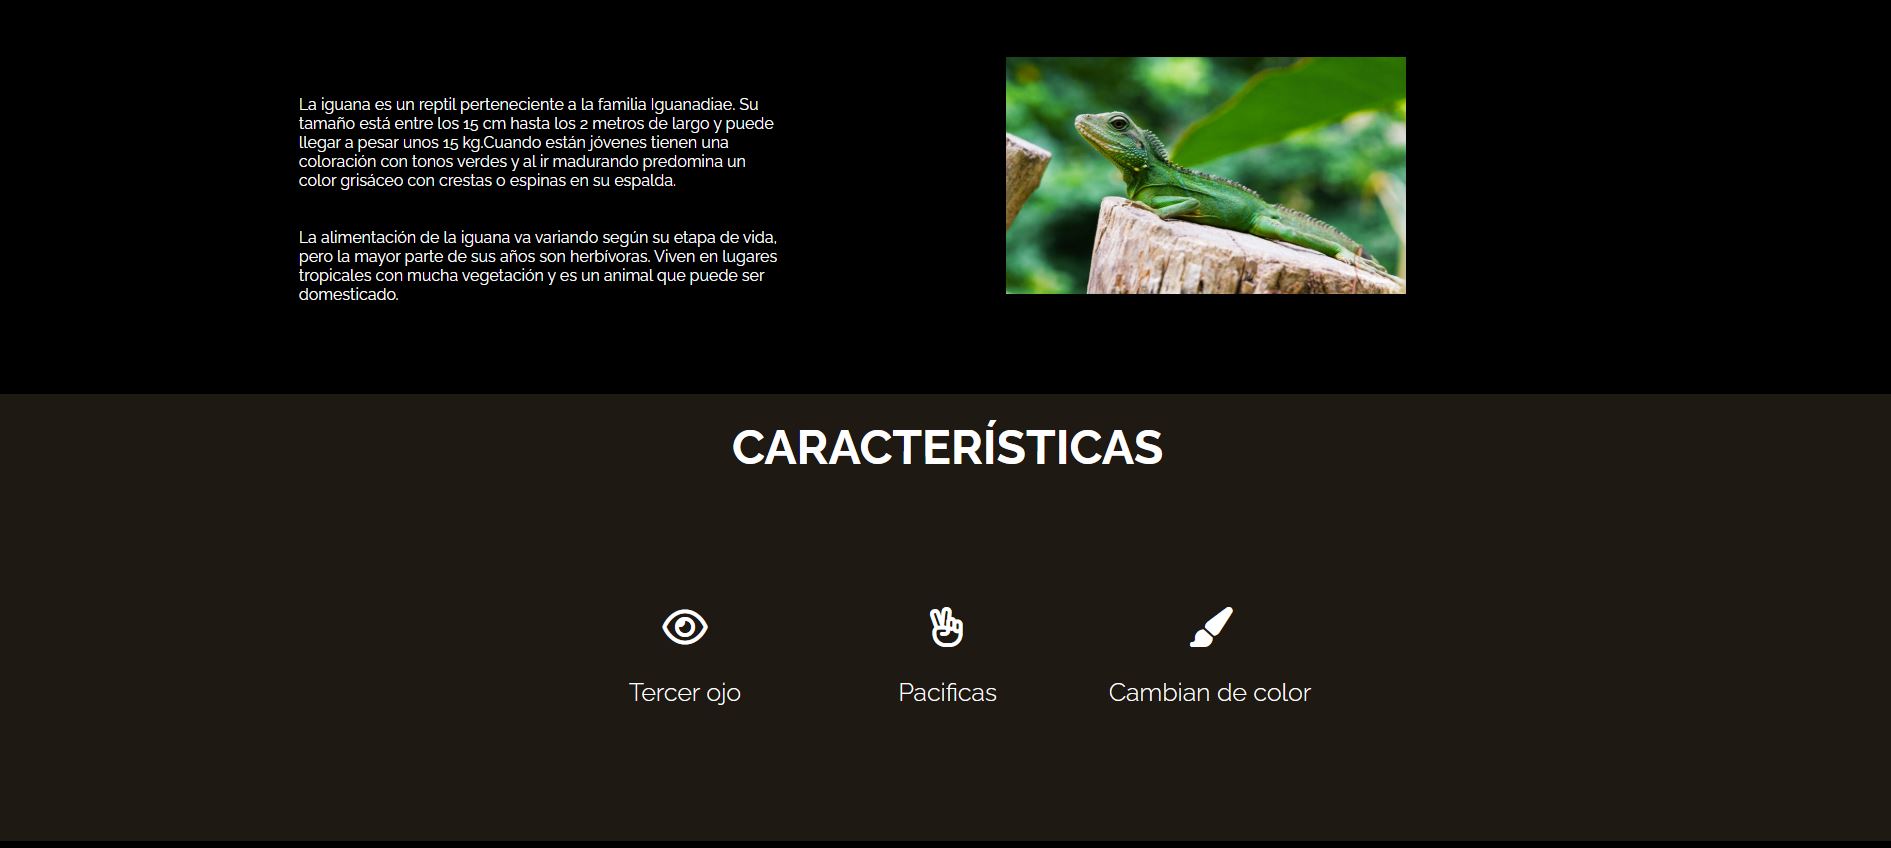 La iguana es un reptil perteneciente a la familia Iguanadiae. Su
tamaño está entre los 15 cm hasta los 2 metros de largo y puede
llegar a pesar unos 15 kg.Cuando están jóvenes tienen una
coloración con tonos verdes y al ir madurando predomina un
color grisáceo con crestas o espinas en su espalda.
La alimentación de la iguana va variando según su etapa de vida,
pero la mayor parte de sus años son herbívoras. Viven en lugares
tropicales con mucha vegetación y es un animal que puede ser
domesticado.
CARACTERÍSTICAS
Tercer ojo
Pacificas
Cambian de color